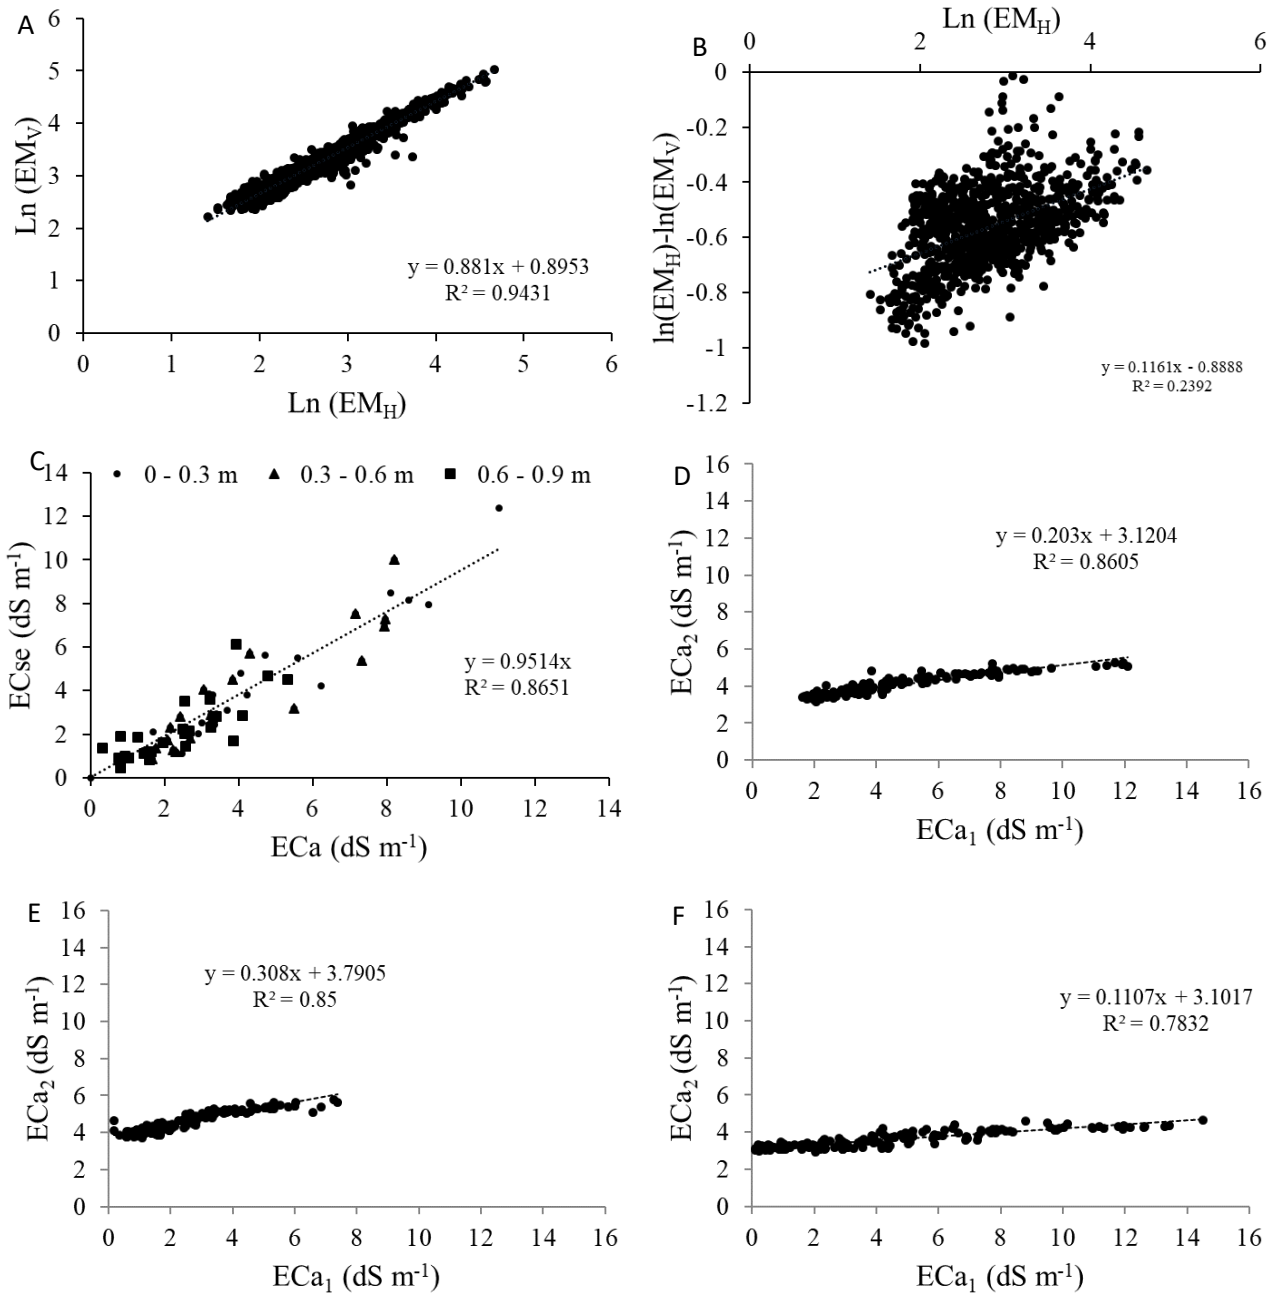 A
6
5
4
3
2
1
0
Ln (EM_V)
y = 0.881x + 0.8953
R² = 0.9431
0 1 2 3 4 5 6
Ln (EM_H)
B
Ln (EM_H)
0 2 4 6
0
-0.2
-0.4
-0.6
-0.8
-1
-1.2
ln(EM_H)-ln(EM_V)
y = 0.1161x - 0.8888
R² = 0.2392
C
0 - 0.3 m 0.3 - 0.6 m 0.6 - 0.9 m
14
12
10
8
6
4
2
0
ECse (dS m⁻¹)
y = 0.9514x
R² = 0.8651
0 2 4 6 8 10 12 14
ECa (dS m⁻¹)
D
16
14
12
10
8
6
4
2
0
ECa₂ (dS m⁻¹)
y = 0.203x + 3.1204
R² = 0.8605
0 2 4 6 8 10 12 14 16
ECa₁ (dS m⁻¹)
E
16
14
12
10
8
6
4
2
0
ECa₂ (dS m⁻¹)
y = 0.308x + 3.7905
R² = 0.85
0 2 4 6 8 10 12 14 16
ECa₁ (dS m⁻¹)
F
16
14
12
10
8
6
4
2
0
ECa₂ (dS m⁻¹)
y = 0.1107x + 3.1017
R² = 0.7832
0 2 4 6 8 10 12 14 16
ECa₁ (dS m⁻¹)